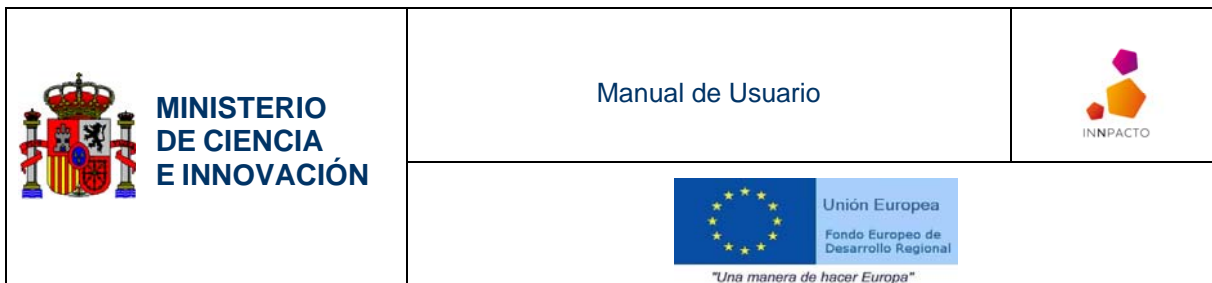 MINISTERIO
DE CIENCIA
E INNOVACIÓN
Manual de Usuario
INNPACTO
Unión Europea
Fondo Europeo de
Desarrollo Regional
"Una manera de hacer Europa"